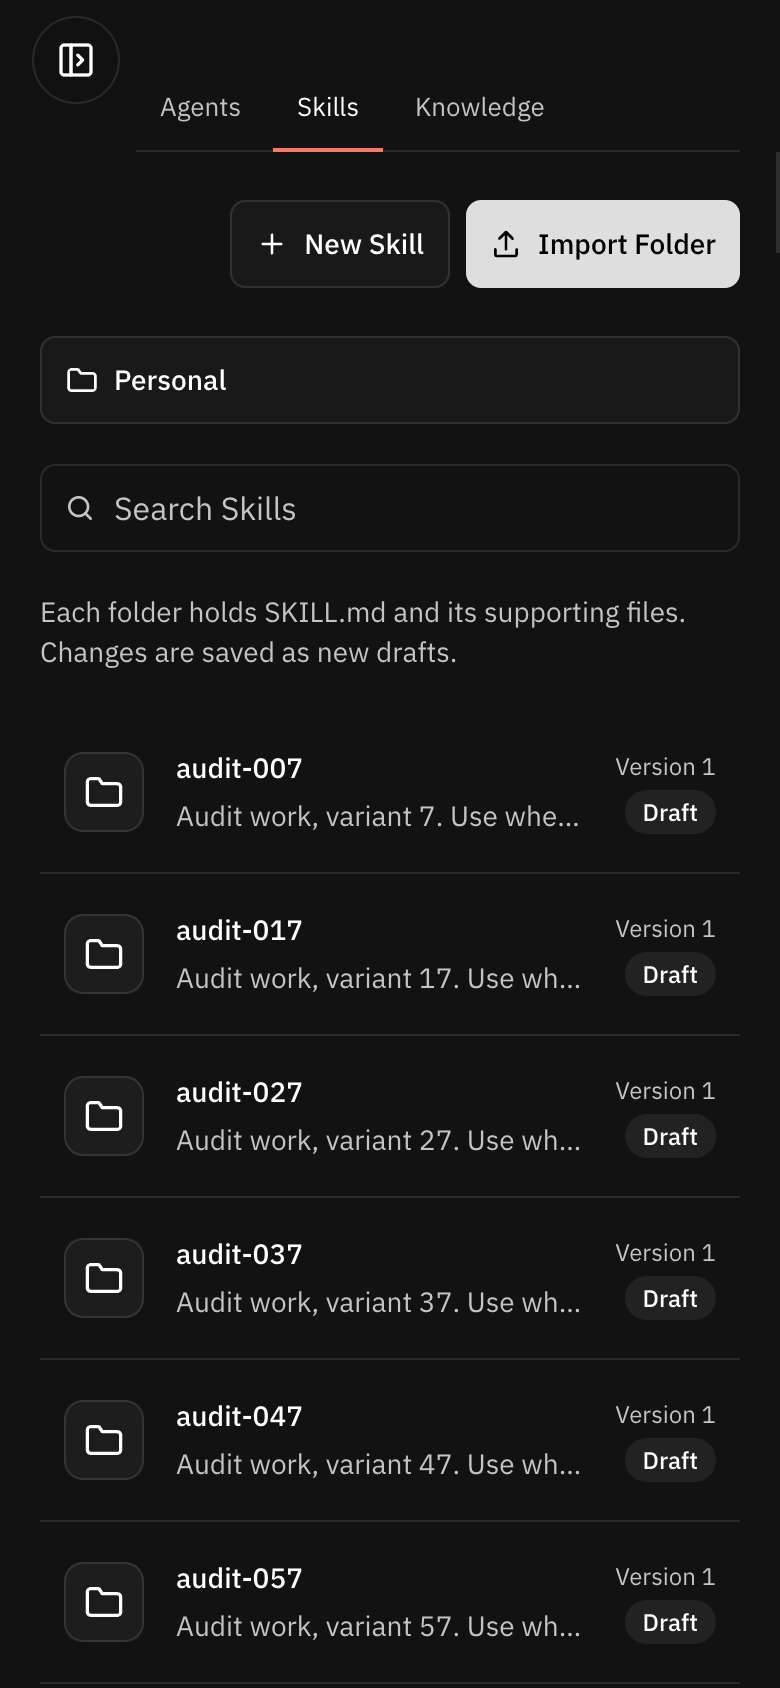 Agents Skills Knowledge
New Skill Import Folder
Personal
Search Skills
Each folder holds SKILL.md and its supporting files.
Changes are saved as new drafts.
audit-007 Version 1
Audit work, variant 7. Use whe... Draft
audit-017 Version 1
Audit work, variant 17. Use wh... Draft
audit-027 Version 1
Audit work, variant 27. Use wh... Draft
audit-037 Version 1
Audit work, variant 37. Use wh... Draft
audit-047 Version 1
Audit work, variant 47. Use wh... Draft
audit-057 Version 1
Audit work, variant 57. Use wh... Draft